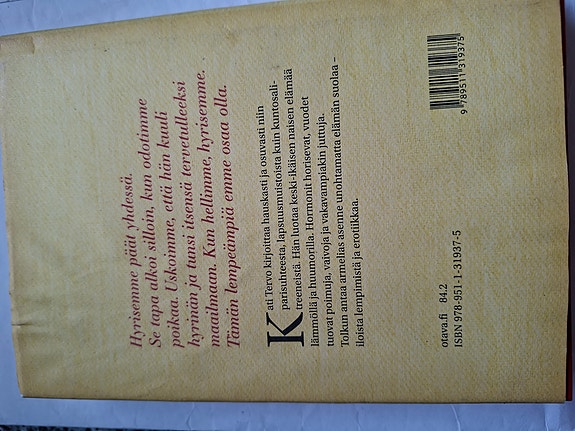 Hyrisemme päät yhdessä.
Se tapa alkoi silloin, kun odotimme
poikaa. Uskoimme, että hän kuuli
hyrinän ja tunsi itsensä tervetulleeksi
maailmaan. Kun hellimme, hyrisemme.
Tämän lempeämpiä emme osaa olla.
Kati Tervo kirjoittaa hauskasti ja osuvasti niin
parisuhteesta, lapsuusmuistoista kuin kuntosali-
treeneistä. Hän luotaa keski-ikäisen naisen elämää
lämmöllä ja huumorilla. Hormonit horisevat, vuodet
tuovat poimuja, vaivoja ja vakavampiakin juttuja.
Tolkun antaa armelias asenne unohtamatta elämän suolaa –
iloista lempimistä ja erotiikkaa.
otava.fi 84.2
ISBN 978-951-1-31937-5
9 789511 319375